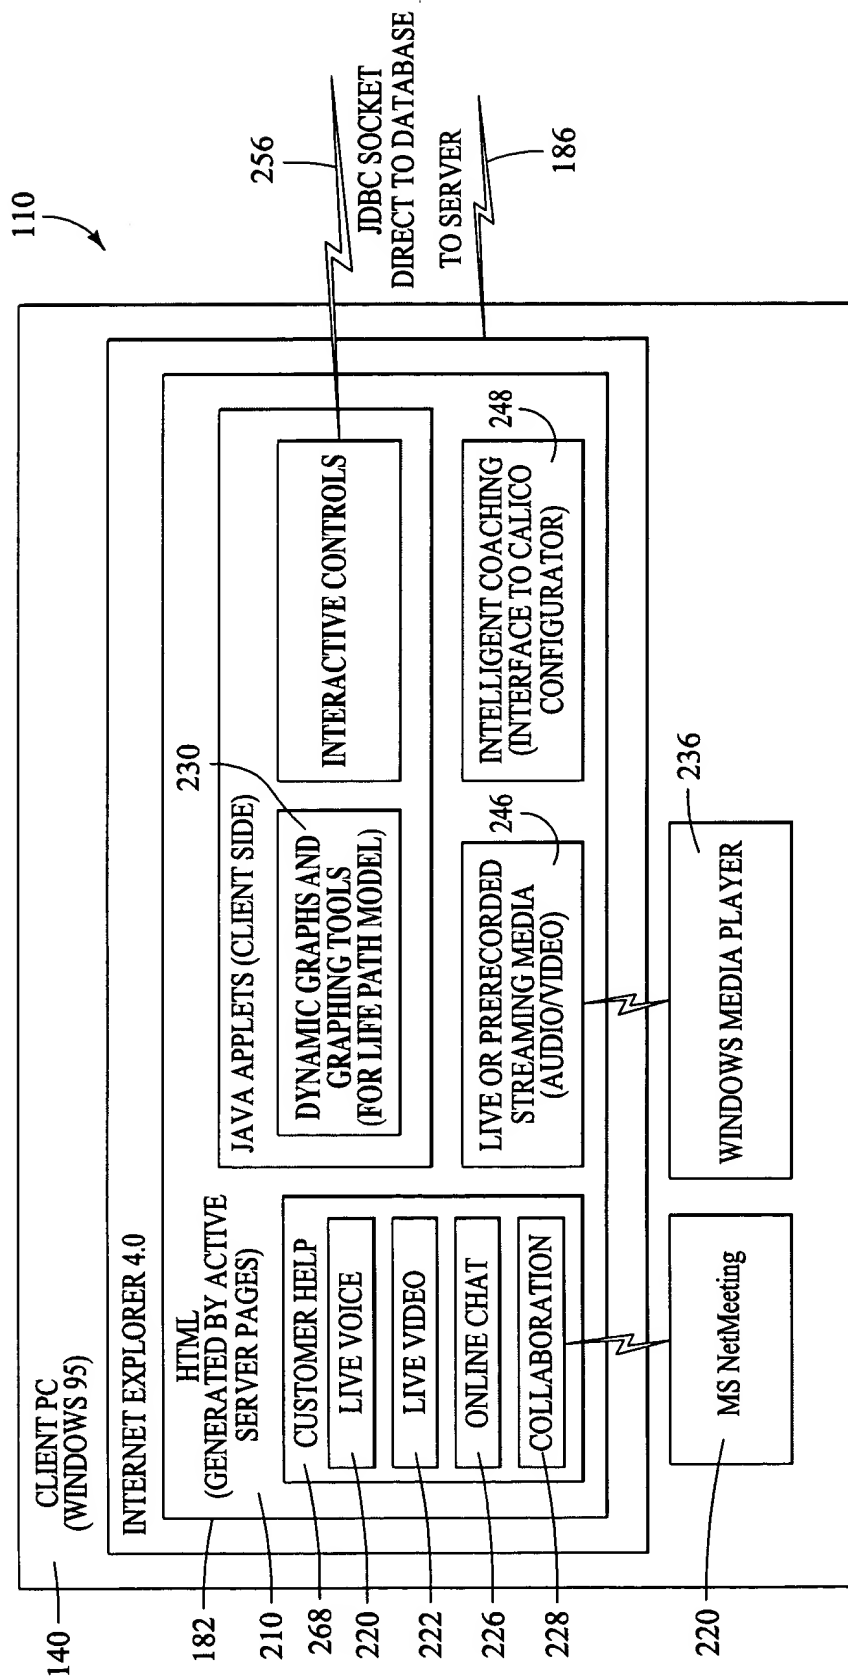 110
CLIENT PC
(WINDOWS 95)
140
INTERNET EXPLORER 4.0
182
HTML
(GENERATED BY ACTIVE
SERVER PAGES)
210
CUSTOMER HELP
268
LIVE VOICE
220
LIVE VIDEO
222
ONLINE CHAT
226
COLLABORATION
228
JAVA APPLETS (CLIENT SIDE)
230
DYNAMIC GRAPHS AND
GRAPHING TOOLS
(FOR LIFE PATH MODEL)
INTERACTIVE CONTROLS
256
JDBC SOCKET
DIRECT TO DATABASE
TO SERVER
186
LIVE OR PRERECORDED
STREAMING MEDIA
(AUDIO/VIDEO)
246
INTELLIGENT COACHING
(INTERFACE TO CALICO
CONFIGURATOR)
248
MS NetMeeting
220
WINDOWS MEDIA PLAYER
236